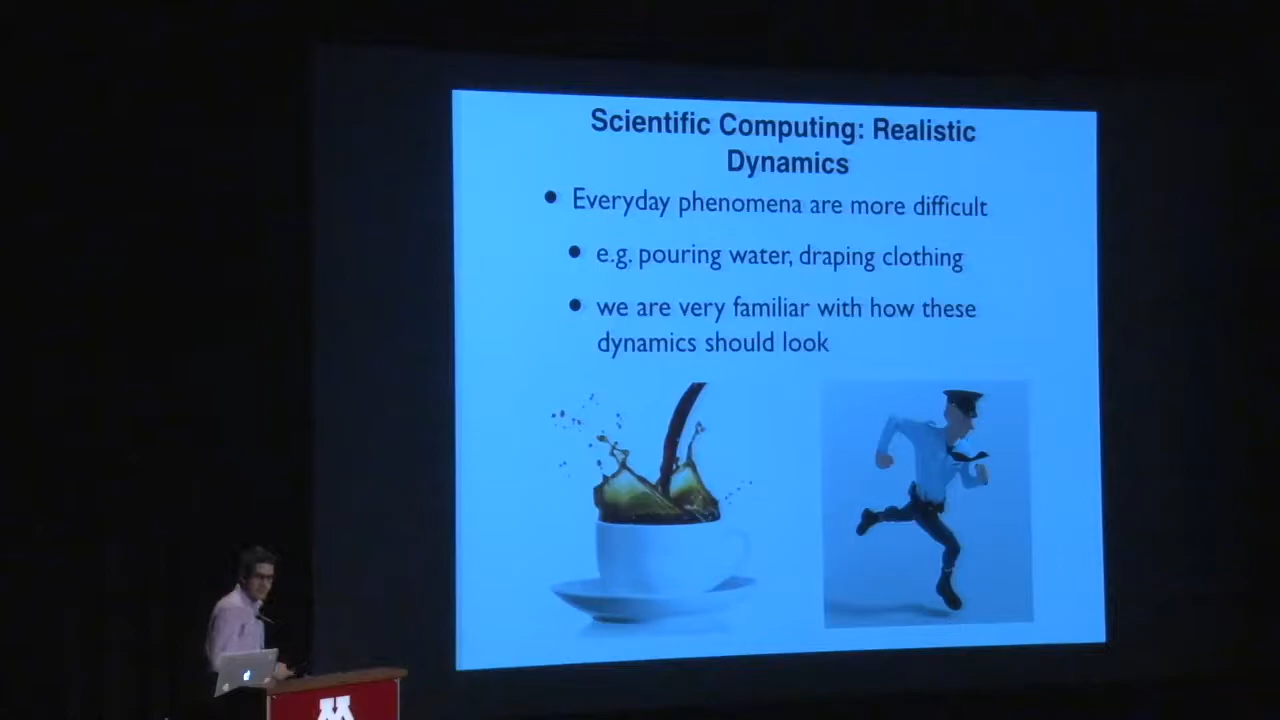 Scientific Computing: Realistic
Dynamics
Everyday phenomena are more difficult
e.g. pouring water, draping clothing
we are very familiar with how these
dynamics should look
M